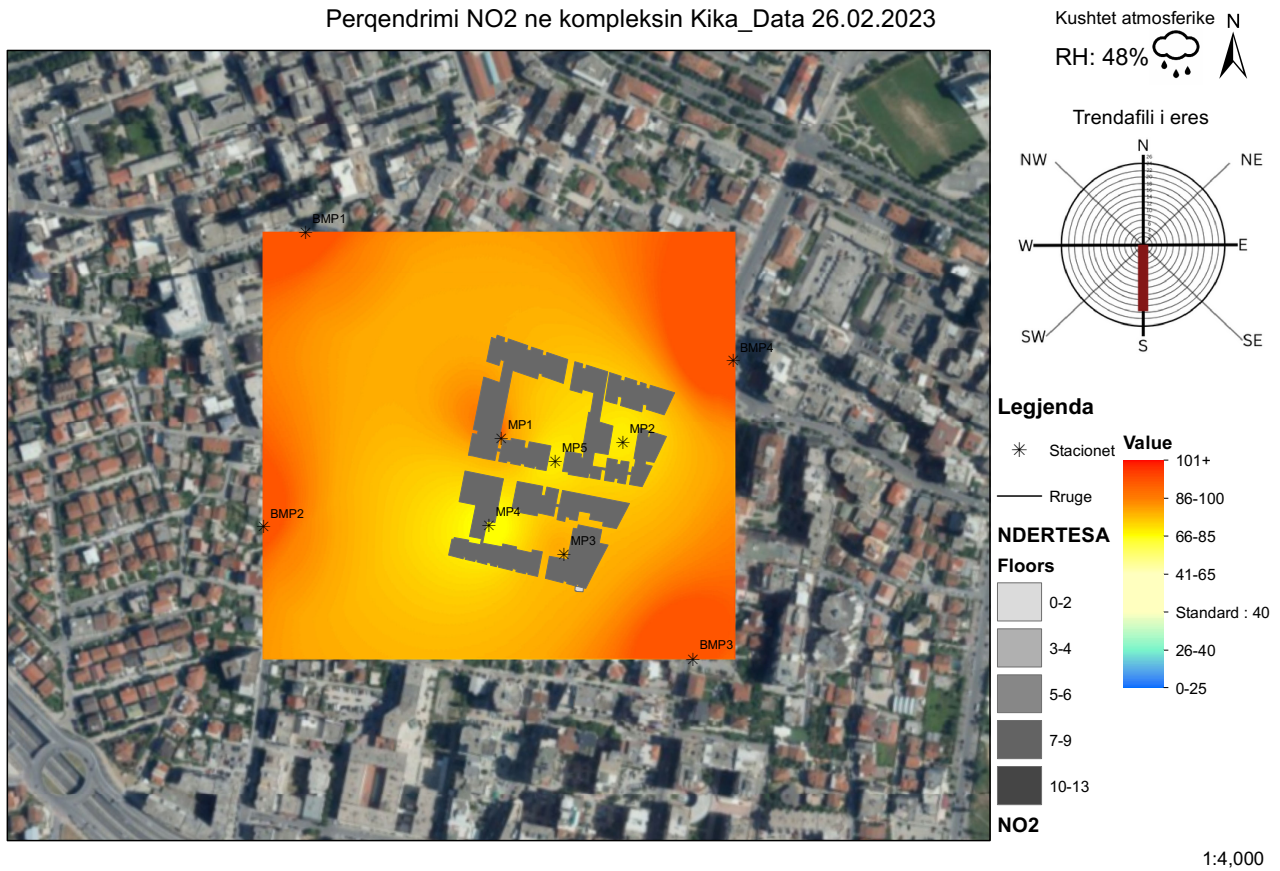 Perqendrimi NO2 ne kompleksin Kika_Data 26.02.2023
Kushtet atmosferike
N
RH: 48%
Trendafili i eres
N
NW
NE
W
E
SW
SE
S
BMP1
BMP4
MP1
MP2
MP5
BMP2
MP4
MP3
BMP3
Legjenda
Stacionet
Rruge
NDERTESA
Floors
0-2
3-4
5-6
7-9
10-13
NO2
Value
101+
86-100
66-85
41-65
Standard : 40
26-40
0-25
1:4,000